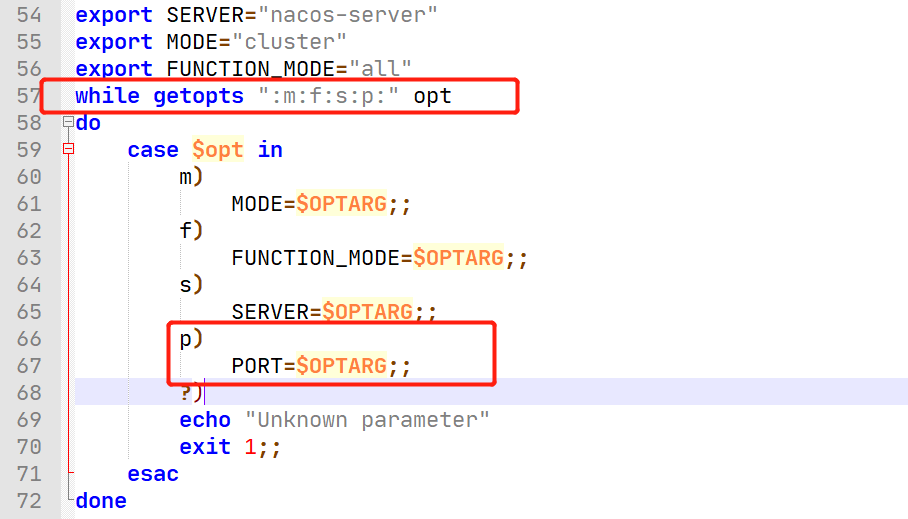 54 export SERVER="nacos-server"
55 export MODE="cluster"
56 export FUNCTION_MODE="all"
57 while getopts ":m:f:s:p:" opt
58 do
59 case $opt in
60 m)
61 MODE=$OPTARG;;
62 f)
63 FUNCTION_MODE=$OPTARG;;
64 s)
65 SERVER=$OPTARG;;
66 p)
67 PORT=$OPTARG;;
68 ?)
69 echo "Unknown parameter"
70 exit 1;;
71 esac
72 done